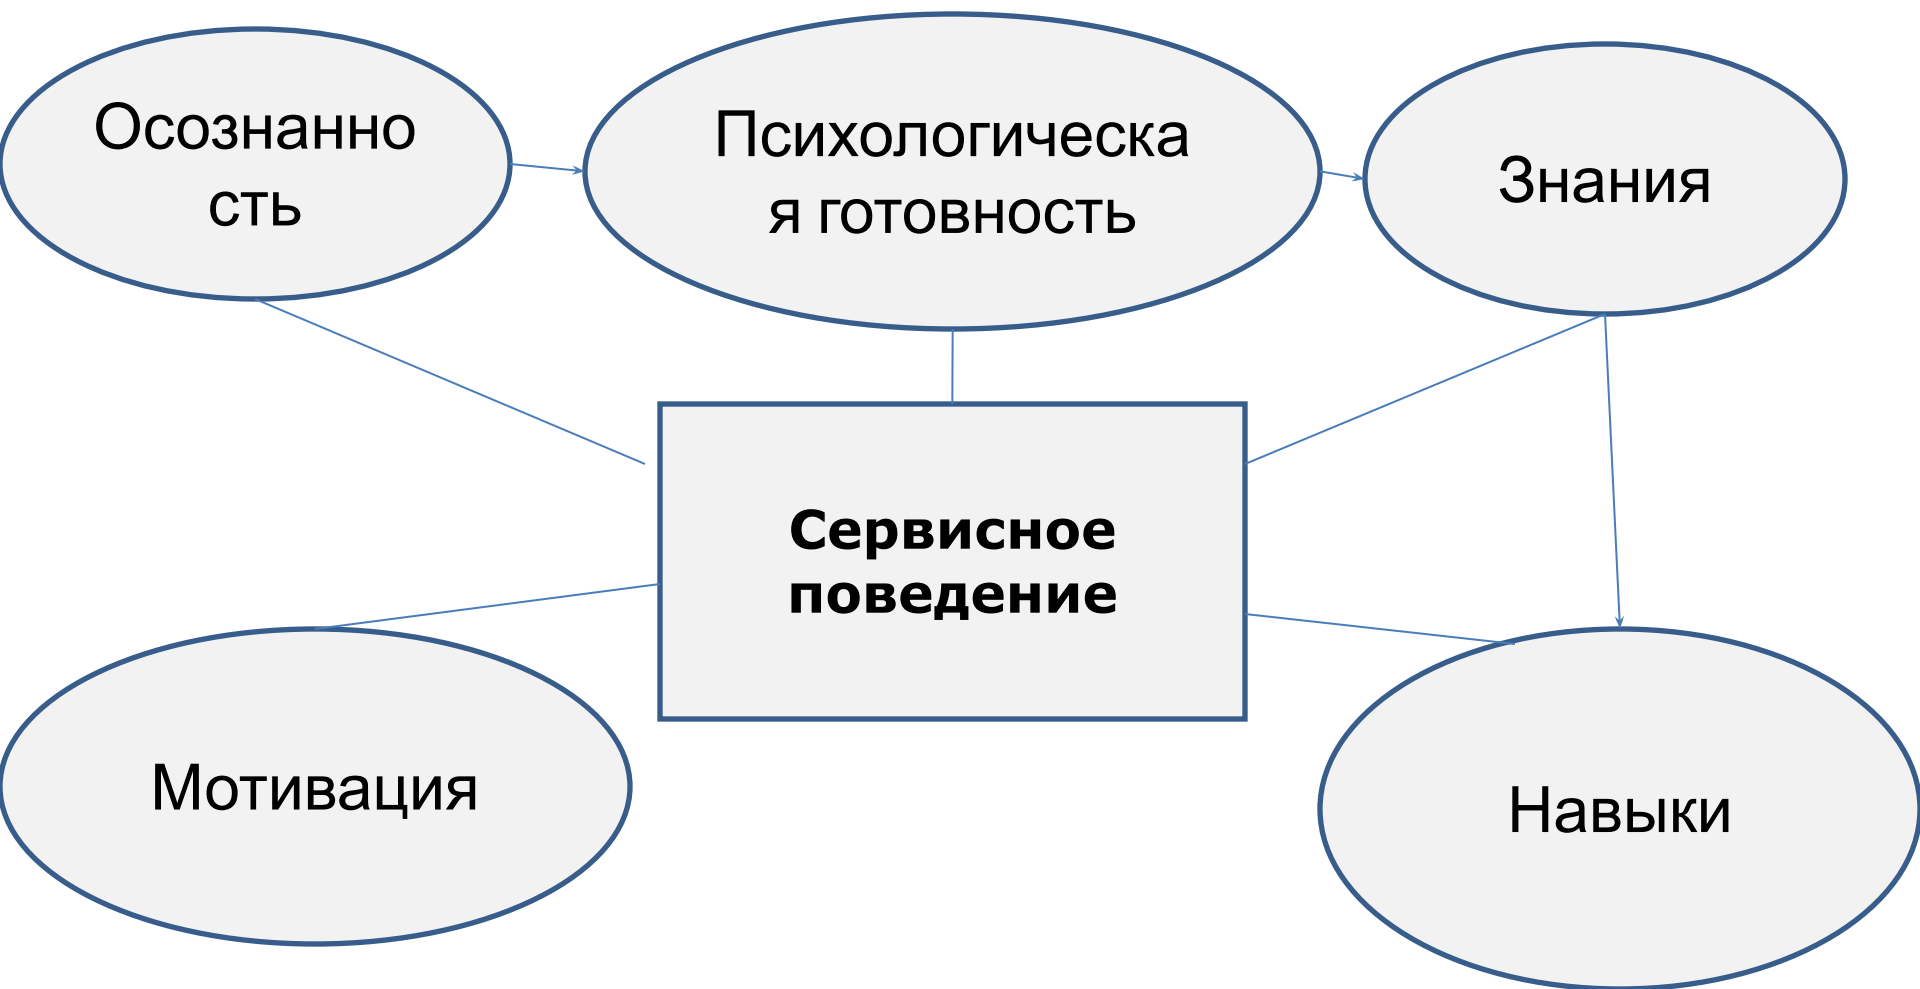 Осознанно
сть
Психологическа
я готовность
Знания
Сервисное
поведение
Мотивация
Навыки